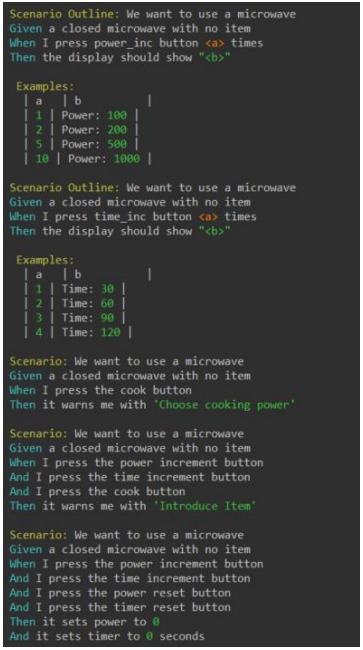 Scenario Outline: We want to use a microwave
Given a closed microwave with no item
When I press power_inc button <a> times
Then the display should show "<b>"
Examples:
| a | b |
| 1 | Power: 100 |
| 2 | Power: 200 |
| 5 | Power: 500 |
| 10 | Power: 1000 |
Scenario Outline: We want to use a microwave
Given a closed microwave with no item
When I press time_inc button <a> times
Then the display should show "<b>"
Examples:
| a | b |
| 1 | Time: 30 |
| 2 | Time: 60 |
| 3 | Time: 90 |
| 4 | Time: 120 |
Scenario: We want to use a microwave
Given a closed microwave with no item
When I press the cook button
Then it warns me with 'Choose cooking power'
Scenario: We want to use a microwave
Given a closed microwave with no item
When I press the power increment button
And I press the time increment button
And I press the cook button
Then it warns me with 'Introduce Item'
Scenario: We want to use a microwave
Given a closed microwave with no item
When I press the power increment button
And I press the time increment button
And I press the power reset button
And I press the timer reset button
Then it sets power to 0
And it sets timer to 0 seconds